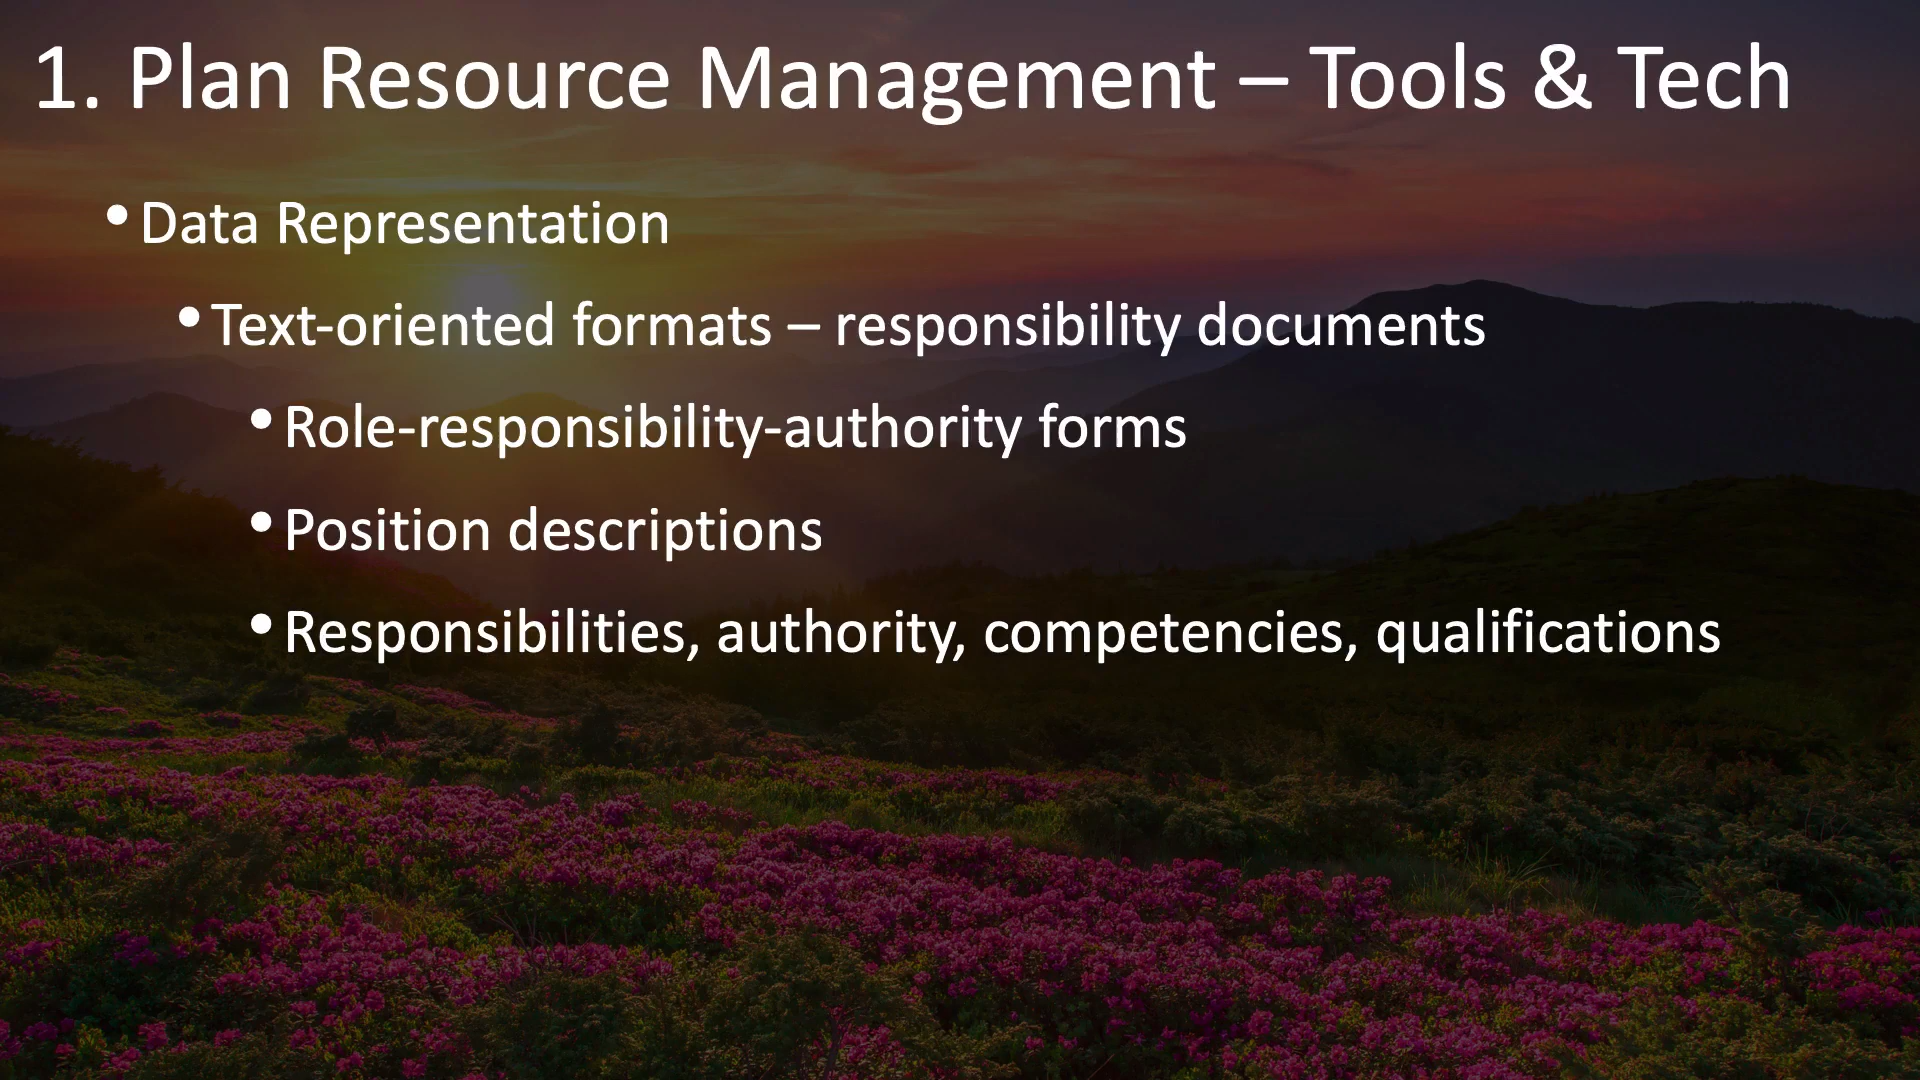 1. Plan Resource Management – Tools & Tech
• Data Representation
• Text-oriented formats – responsibility documents
• Role-responsibility-authority forms
• Position descriptions
• Responsibilities, authority, competencies, qualifications